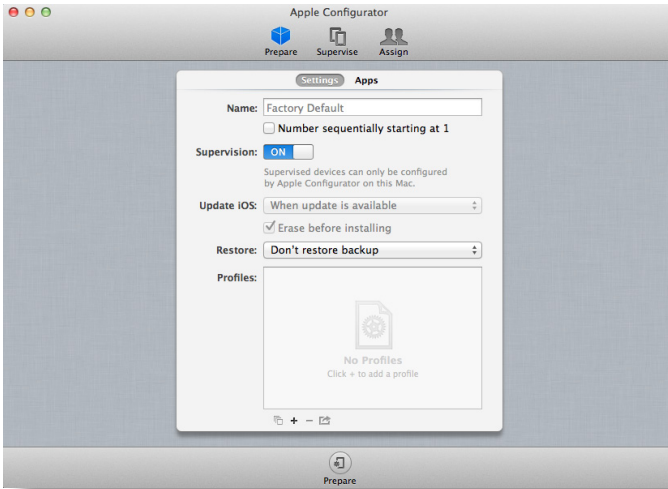 Apple Configurator
Prepare Supervise Assign
Settings Apps
Name: Factory Default
Number sequentially starting at 1
Supervision: ON
Supervised devices can only be configured
by Apple Configurator on this Mac.
Update iOS: When update is available
Erase before installing
Restore: Don't restore backup
Profiles:
No Profiles
Click + to add a profile
Prepare